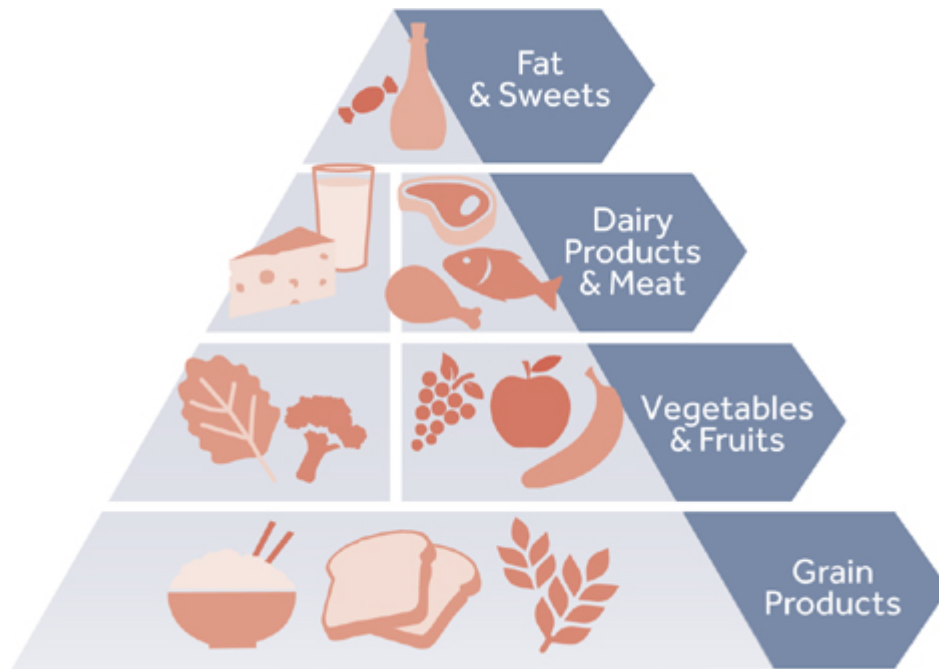 Fat
& Sweets
Dairy
Products
& Meat
Vegetables
& Fruits
Grain
Products